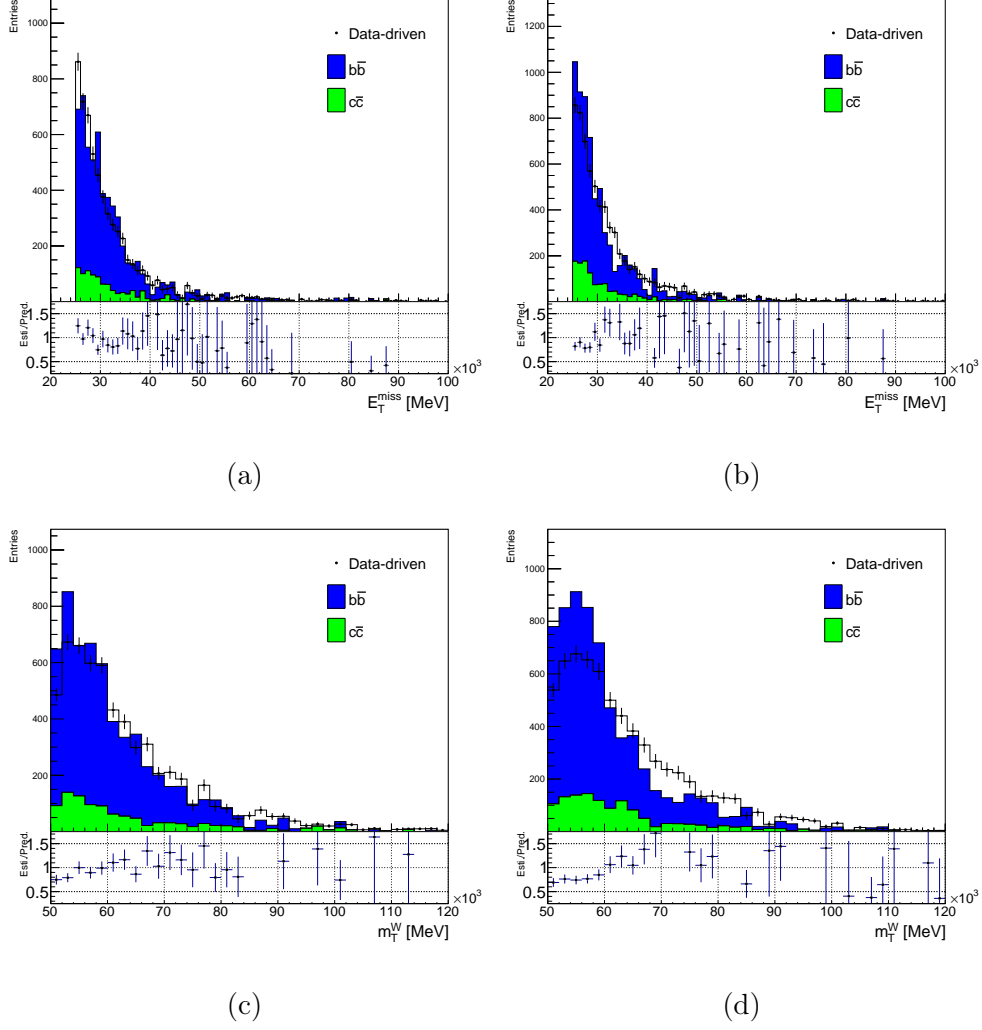 Entries
1000
800
600
400
200
Data-driven
bb̅
cc̅
Esti./Pred.
1.5
1
0.5
20 30 40 50 60 70 80 90 100
×10³
E_T^miss [MeV]
(a)
Entries
1200
1000
800
600
400
200
Data-driven
bb̅
cc̅
Esti./Pred.
1.5
1
0.5
20 30 40 50 60 70 80 90 100
×10³
E_T^miss [MeV]
(b)
Entries
1000
800
600
400
200
Data-driven
bb̅
cc̅
Esti./Pred.
1.5
1
0.5
50 60 70 80 90 100 110 120
×10³
m_T^W [MeV]
(c)
Entries
1000
800
600
400
200
Data-driven
bb̅
cc̅
Esti./Pred.
1.5
1
0.5
50 60 70 80 90 100 110 120
×10³
m_T^W [MeV]
(d)